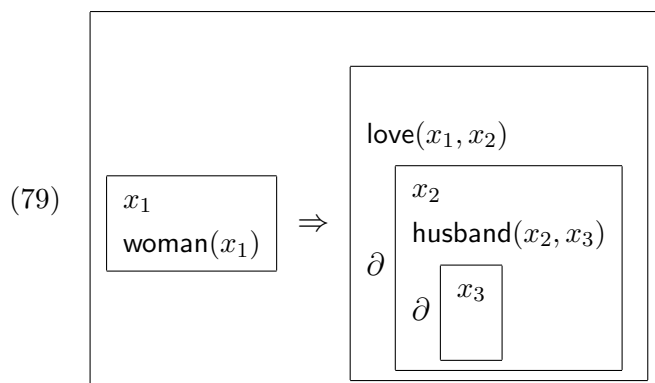 love(x₁, x₂)
(79) x₁ x₂
woman(x₁) ⇒ husband(x₂, x₃)
∂
∂ x₃